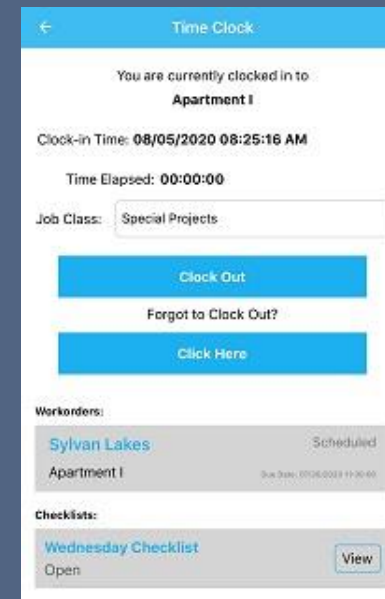 Time Clock
You are currently clocked in to
Apartment I
Clock-in Time: 08/05/2020 08:25:16 AM
Time Elapsed: 00:00:00
Job Class: Special Projects
Clock Out
Forgot to Clock Out?
Click Here
Workorders:
Sylvan Lakes Scheduled
Apartment I Due Date:
Checklists:
Wednesday Checklist
Open View